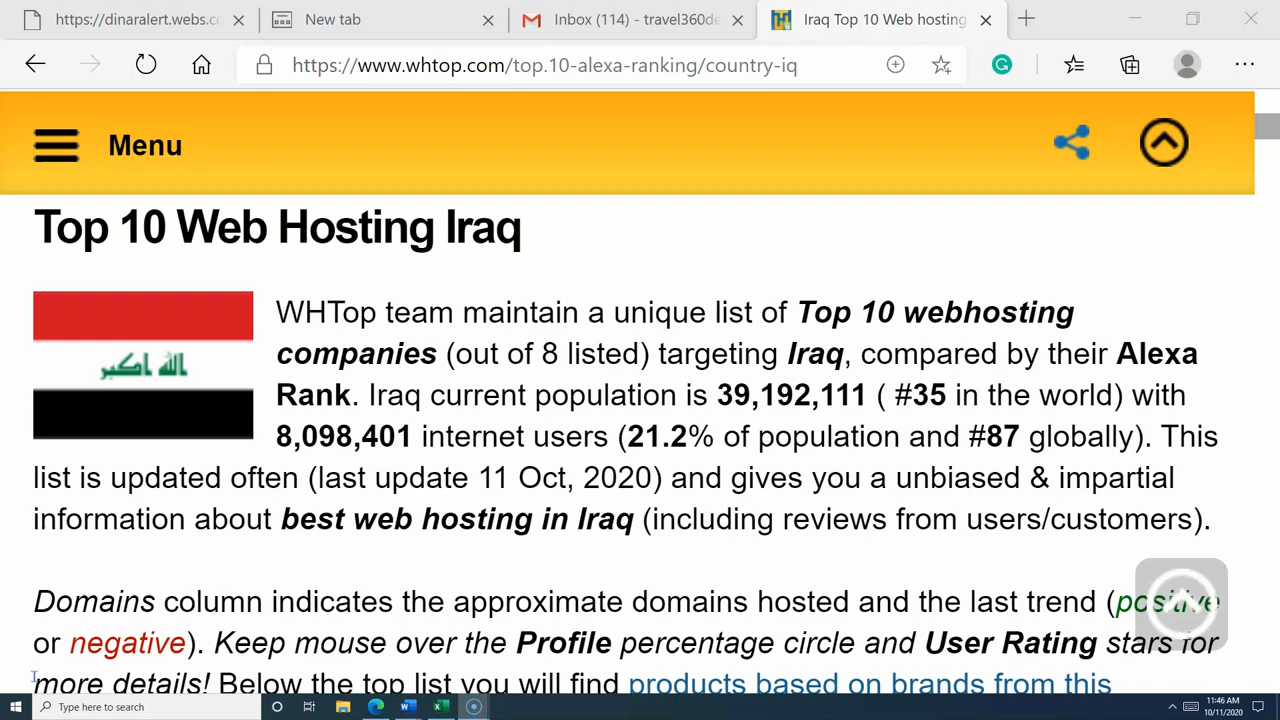 https://dinaralert.webs.co
New tab
Inbox (114) - travel360de
Iraq Top 10 Web hosting
https://www.whtop.com/top.10-alexa-ranking/country-iq
Menu
Top 10 Web Hosting Iraq
الله اكبر
WHTop team maintain a unique list of Top 10 webhosting
companies (out of 8 listed) targeting Iraq, compared by their Alexa
Rank. Iraq current population is 39,192,111 ( #35 in the world) with
8,098,401 internet users (21.2% of population and #87 globally). This
list is updated often (last update 11 Oct, 2020) and gives you a unbiased & impartial
information about best web hosting in Iraq (including reviews from users/customers).
Domains column indicates the approximate domains hosted and the last trend (positive
or negative). Keep mouse over the Profile percentage circle and User Rating stars for
more details! Below the top list you will find products based on brands from this
Type here to search
11:46 AM
10/11/2020